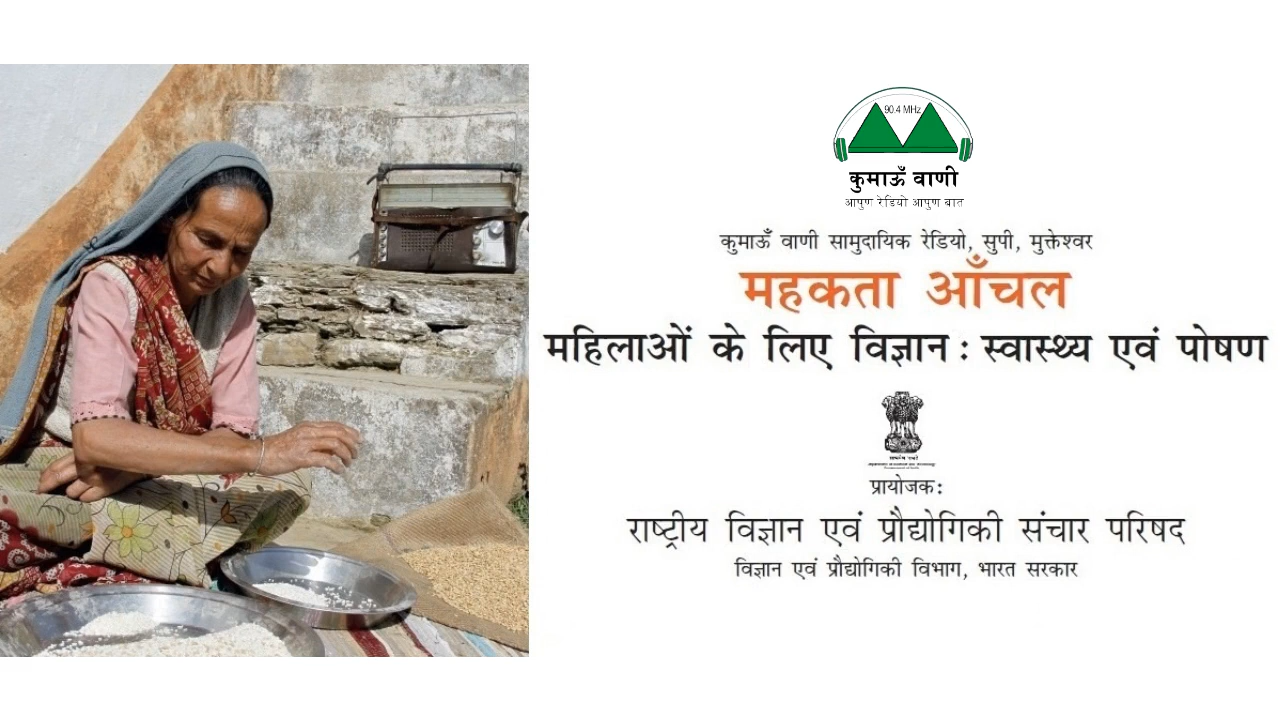 90.4 MHz
कुमाऊँ वाणी
आपुण रेडियो आपुण बात
कुमाऊँ वाणी सामुदायिक रेडियो, सुपी, मुक्तेश्वर
महकता आँचल
महिलाओं के लिए विज्ञान : स्वास्थ्य एवं पोषण
प्रायोजक:
राष्ट्रीय विज्ञान एवं प्रौद्योगिकी संचार परिषद
विज्ञान एवं प्रौद्योगिकी विभाग, भारत सरकार